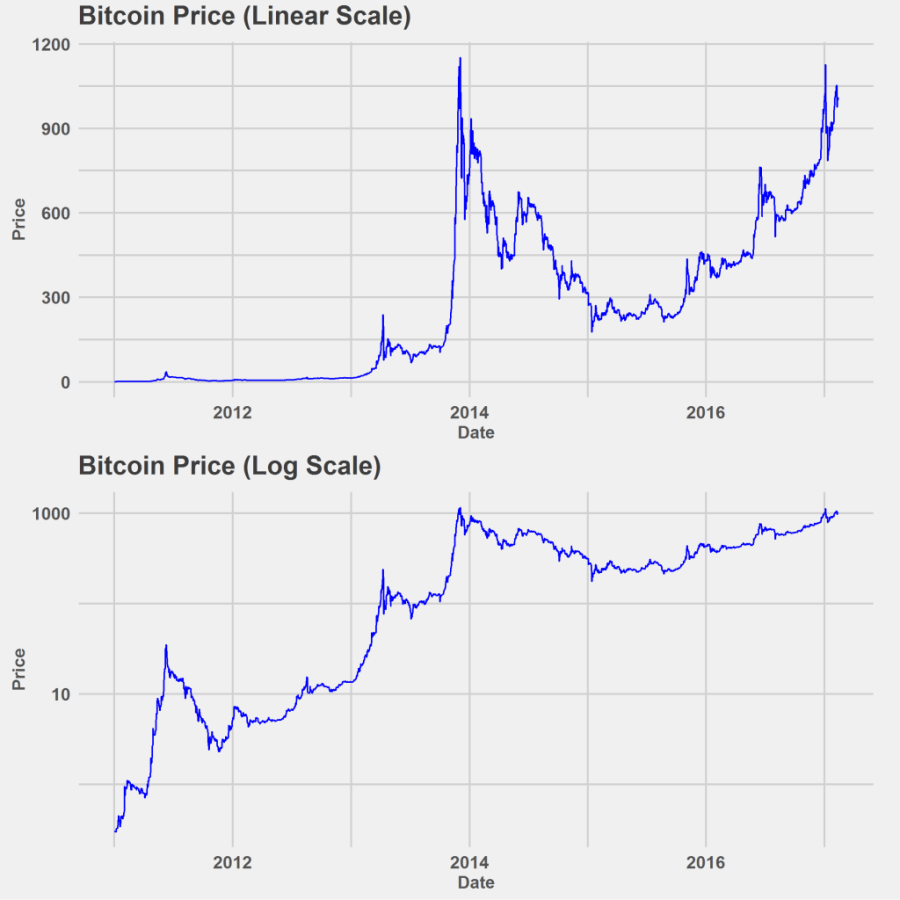 Bitcoin Price (Linear Scale)
1200
900
600
300
0
Price
2012 2014 2016
Date
Bitcoin Price (Log Scale)
1000
10
Price
2012 2014 2016
Date